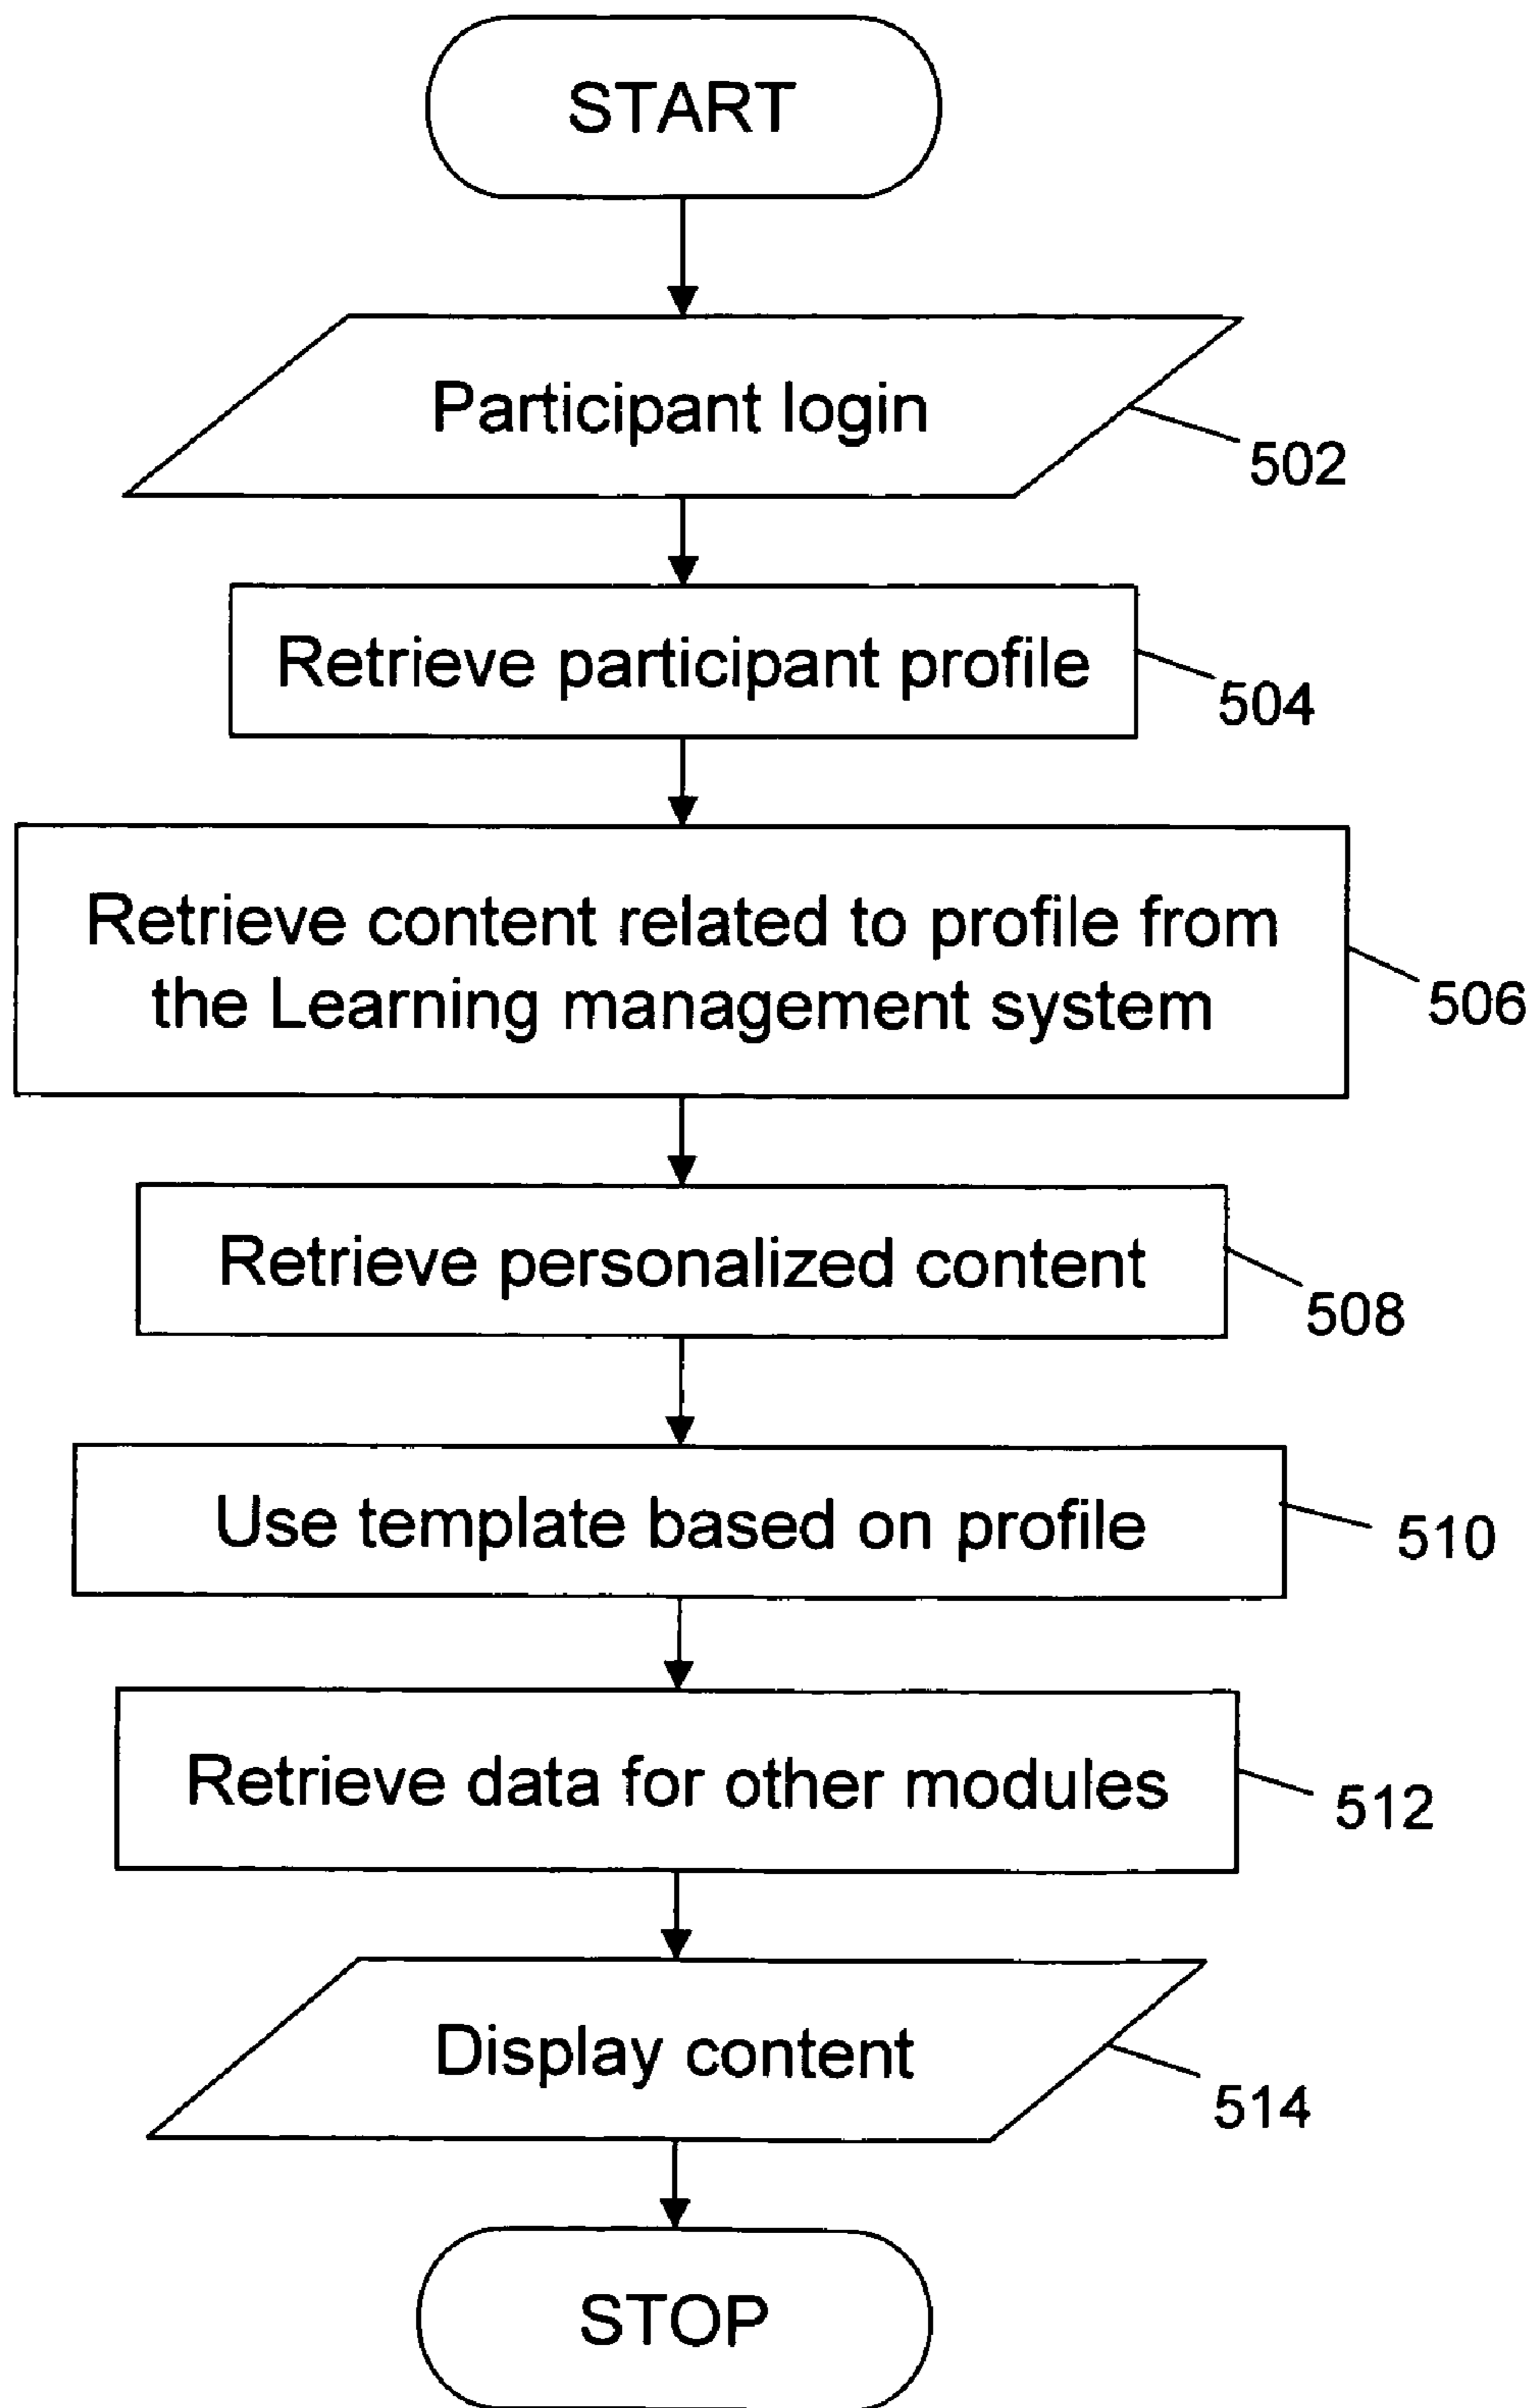 START
Participant login
502
Retrieve participant profile
504
Retrieve content related to profile from
the Learning management system
506
Retrieve personalized content
508
Use template based on profile
510
Retrieve data for other modules
512
Display content
514
STOP